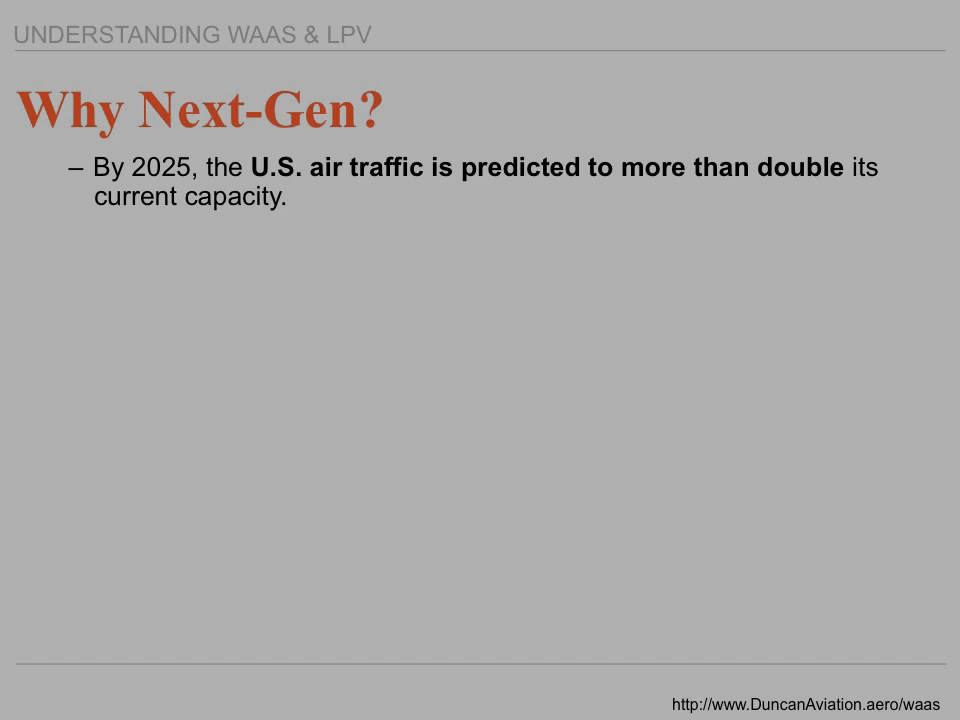 UNDERSTANDING WAAS & LPV
Why Next-Gen?
– By 2025, the U.S. air traffic is predicted to more than double its
current capacity.
http://www.DuncanAviation.aero/waas